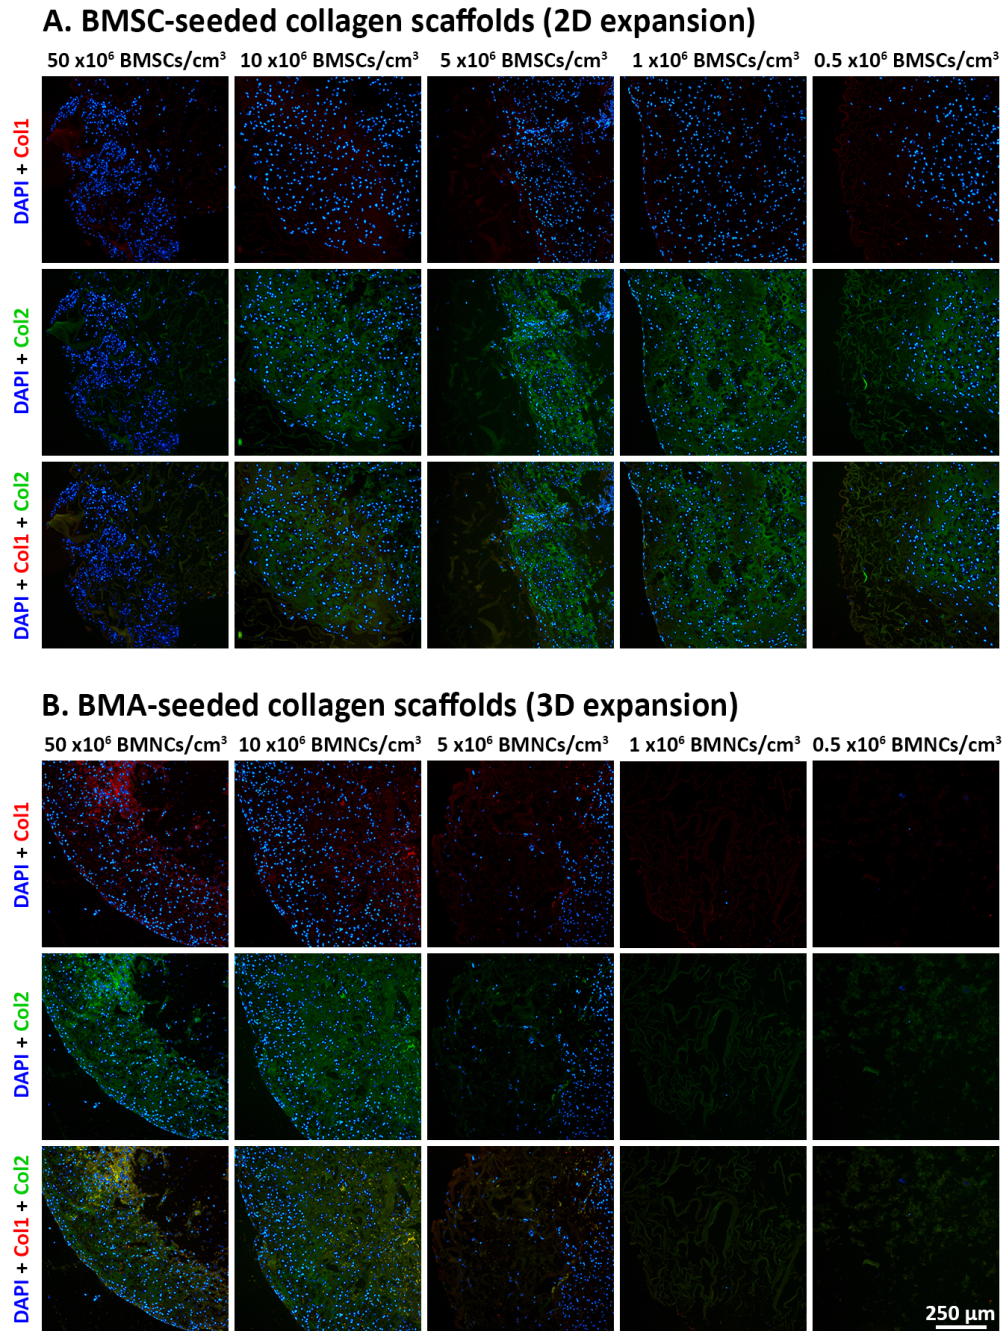 A. BMSC-seeded collagen scaffolds (2D expansion)
50 x10⁶ BMSCs/cm³ 10 x10⁶ BMSCs/cm³ 5 x10⁶ BMSCs/cm³ 1 x10⁶ BMSCs/cm³ 0.5 x10⁶ BMSCs/cm³
DAPI + Col1
DAPI + Col2
DAPI + Col1 + Col2
B. BMA-seeded collagen scaffolds (3D expansion)
50 x10⁶ BMNCs/cm³ 10 x10⁶ BMNCs/cm³ 5 x10⁶ BMNCs/cm³ 1 x10⁶ BMNCs/cm³ 0.5 x10⁶ BMNCs/cm³
DAPI + Col1
DAPI + Col2
DAPI + Col1 + Col2
250 µm